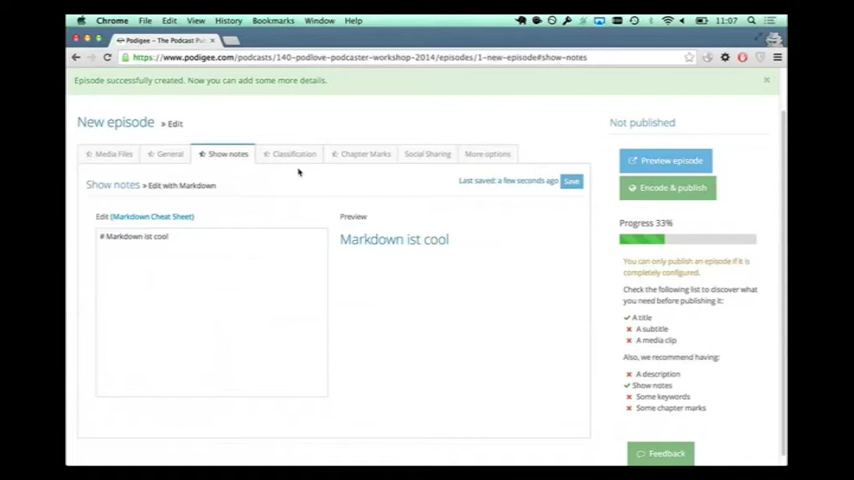 Chrome File Edit View History Bookmarks Window Help 11:07
Podigee – The Podcast Pu
https://www.podigee.com/podcasts/140-podlove-podcaster-workshop-2014/episodes/1-new-episode#show-notes
Episode successfully created. Now you can add some more details. ×
New episode » Edit
Not published
Media Files General Show notes Classification Chapter Marks Social Sharing More options
Preview episode
Show notes » Edit with Markdown
Last saved: a few seconds ago Save
Encode & publish
Edit (Markdown Cheat Sheet)
Preview
Progress 33%
# Markdown ist cool
Markdown ist cool
You can only publish an episode if it is
completely configured.
Check the following list to discover what
you need before publishing it:
A title
A subtitle
A media clip
Also, we recommend having:
A description
Show notes
Some keywords
Some chapter marks
Feedback